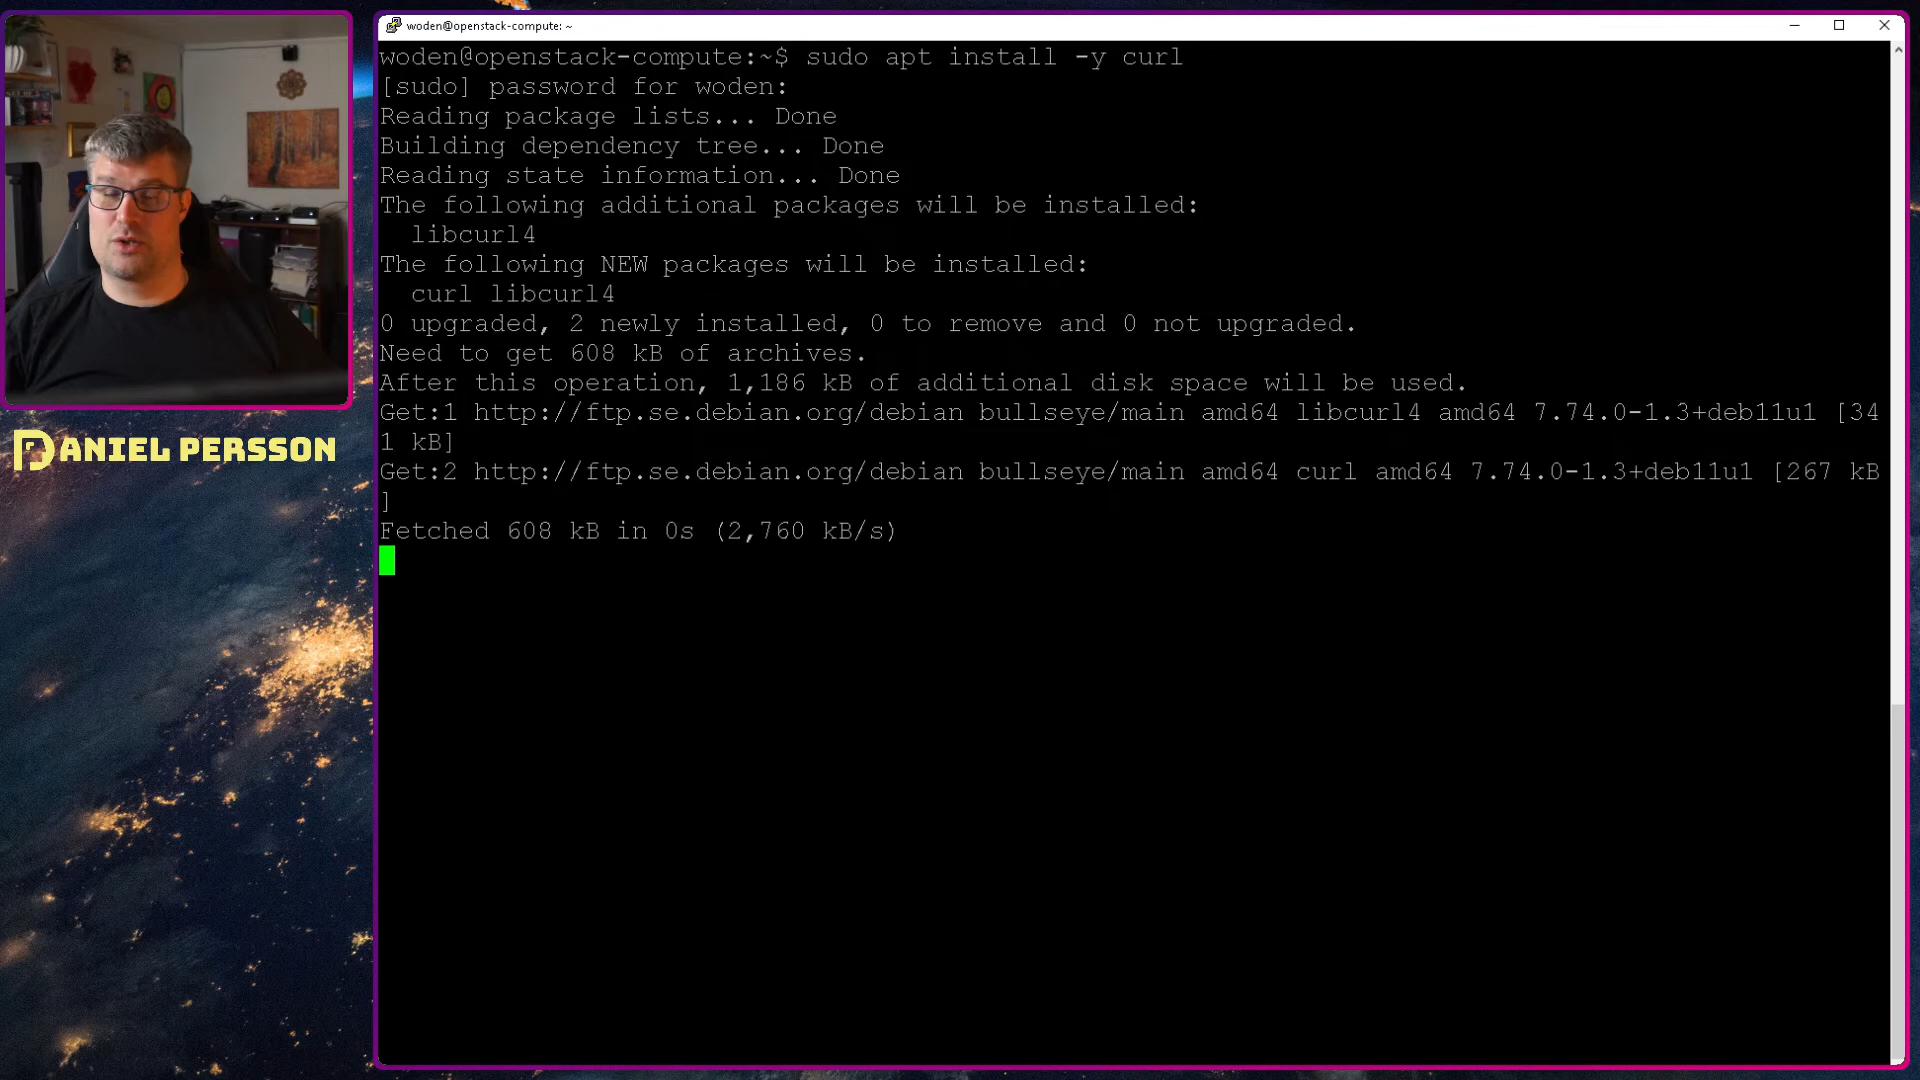 woden@openstack-compute: ~
woden@openstack-compute:~$ sudo apt install -y curl
[sudo] password for woden:
Reading package lists... Done
Building dependency tree... Done
Reading state information... Done
The following additional packages will be installed:
  libcurl4
The following NEW packages will be installed:
  curl libcurl4
0 upgraded, 2 newly installed, 0 to remove and 0 not upgraded.
Need to get 608 kB of archives.
After this operation, 1,186 kB of additional disk space will be used.
Get:1 http://ftp.se.debian.org/debian bullseye/main amd64 libcurl4 amd64 7.74.0-1.3+deb11u1 [34
1 kB]
Get:2 http://ftp.se.debian.org/debian bullseye/main amd64 curl amd64 7.74.0-1.3+deb11u1 [267 kB
]
Fetched 608 kB in 0s (2,760 kB/s)
DANIEL PERSSON